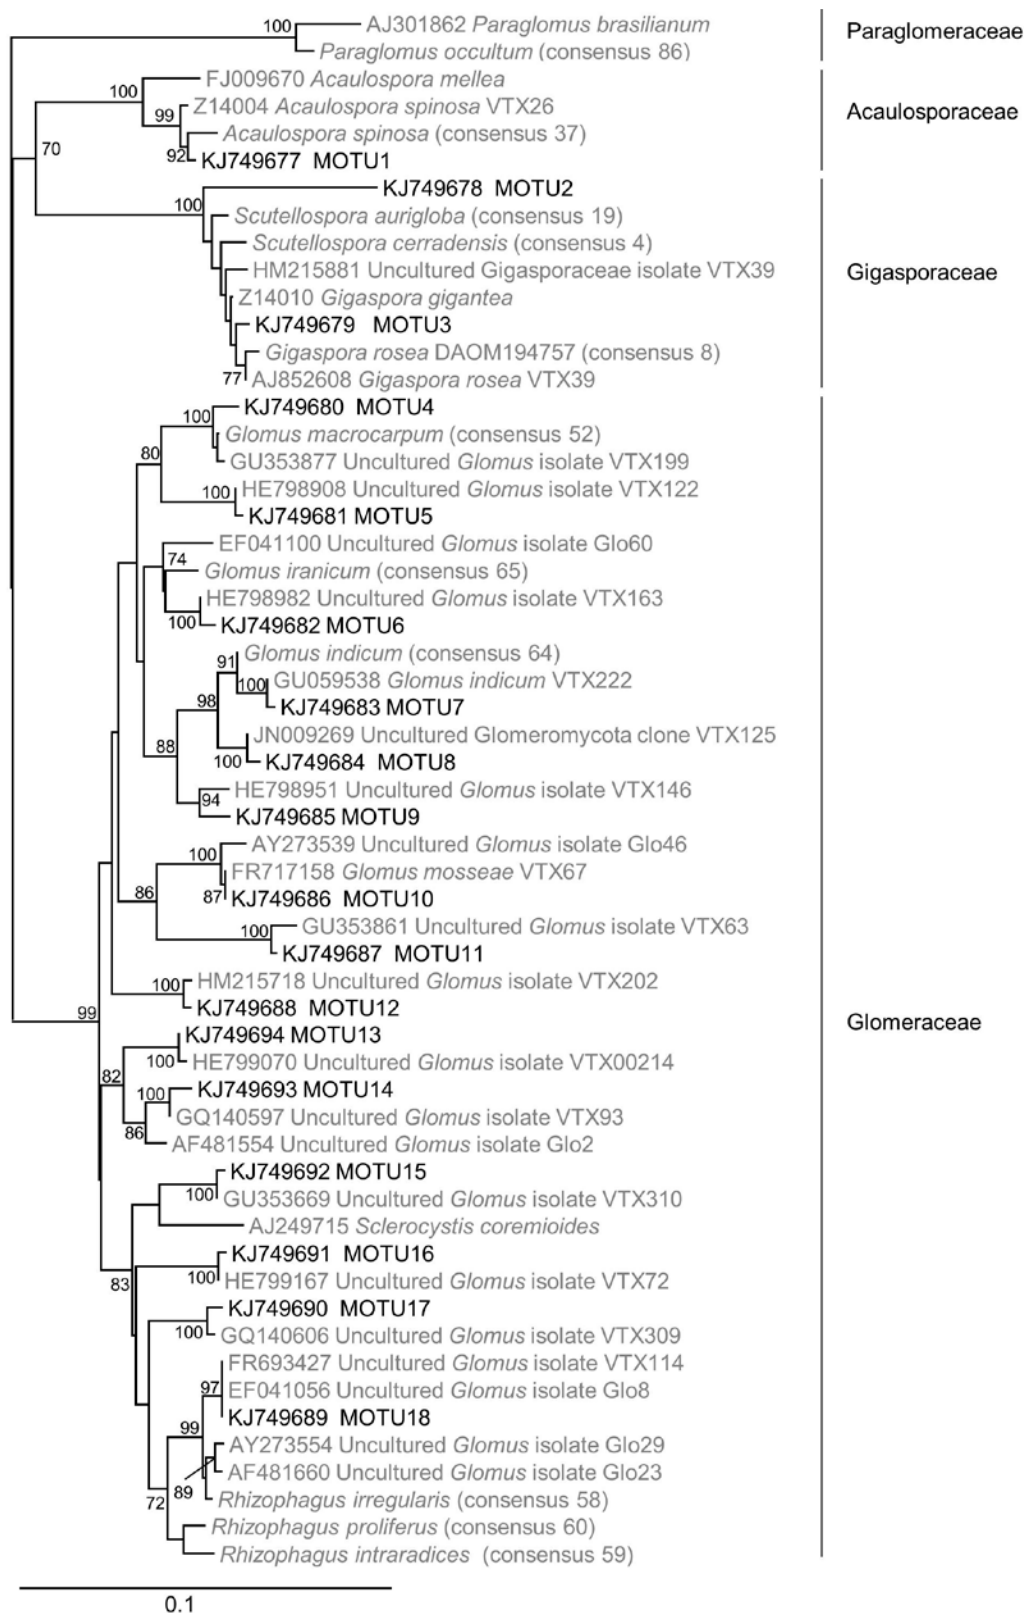 100
AJ301862 Paraglomus brasilianum
Paraglomus occultum (consensus 86)
Paraglomeraceae
FJ009670 Acaulospora mellea
100
Z14004 Acaulospora spinosa VTX26
99
Acaulospora spinosa (consensus 37)
92
KJ749677 MOTU1
Acaulosporaceae
70
KJ749678 MOTU2
100
Scutellospora aurigloba (consensus 19)
Scutellospora cerradensis (consensus 4)
HM215881 Uncultured Gigasporaceae isolate VTX39
Gigasporaceae
Z14010 Gigaspora gigantea
KJ749679 MOTU3
Gigaspora rosea DAOM194757 (consensus 8)
77
AJ852608 Gigaspora rosea VTX39
KJ749680 MOTU4
100
Glomus macrocarpum (consensus 52)
80
GU353877 Uncultured Glomus isolate VTX199
100
HE798908 Uncultured Glomus isolate VTX122
KJ749681 MOTU5
EF041100 Uncultured Glomus isolate Glo60
74
Glomus iranicum (consensus 65)
HE798982 Uncultured Glomus isolate VTX163
100
KJ749682 MOTU6
Glomus indicum (consensus 64)
91
GU059538 Glomus indicum VTX222
100
98
KJ749683 MOTU7
JN009269 Uncultured Glomeromycota clone VTX125
88
100
KJ749684 MOTU8
HE798951 Uncultured Glomus isolate VTX146
94
KJ749685 MOTU9
AY273539 Uncultured Glomus isolate Glo46
100
FR717158 Glomus mosseae VTX67
86
87
KJ749686 MOTU10
GU353861 Uncultured Glomus isolate VTX63
100
KJ749687 MOTU11
HM215718 Uncultured Glomus isolate VTX202
100
KJ749688 MOTU12
99
Glomeraceae
KJ749694 MOTU13
100
HE799070 Uncultured Glomus isolate VTX00214
82
KJ749693 MOTU14
100
GQ140597 Uncultured Glomus isolate VTX93
86
AF481554 Uncultured Glomus isolate Glo2
KJ749692 MOTU15
100
GU353669 Uncultured Glomus isolate VTX310
AJ249715 Sclerocystis coremioides
KJ749691 MOTU16
83
100
HE799167 Uncultured Glomus isolate VTX72
KJ749690 MOTU17
100
GQ140606 Uncultured Glomus isolate VTX309
FR693427 Uncultured Glomus isolate VTX114
97
EF041056 Uncultured Glomus isolate Glo8
KJ749689 MOTU18
99
AY273554 Uncultured Glomus isolate Glo29
AF481660 Uncultured Glomus isolate Glo23
89
72
Rhizophagus irregularis (consensus 58)
Rhizophagus proliferus (consensus 60)
Rhizophagus intraradices (consensus 59)
0.1